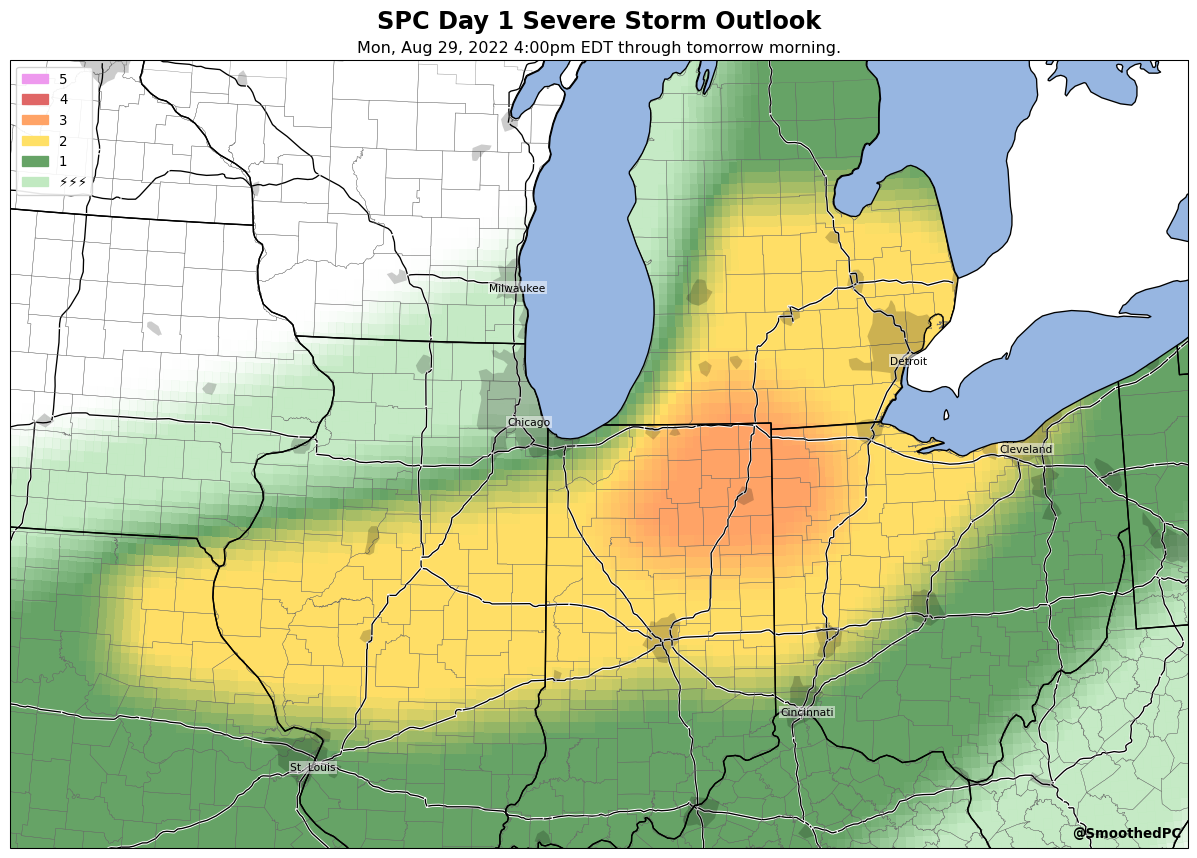 SPC Day 1 Severe Storm Outlook
Mon, Aug 29, 2022 4:00pm EDT through tomorrow morning.
5
4
3
2
1
⚡⚡⚡
Milwaukee
Detroit
Chicago
Cleveland
Cincinnati
St. Louis
@SmoothedPC